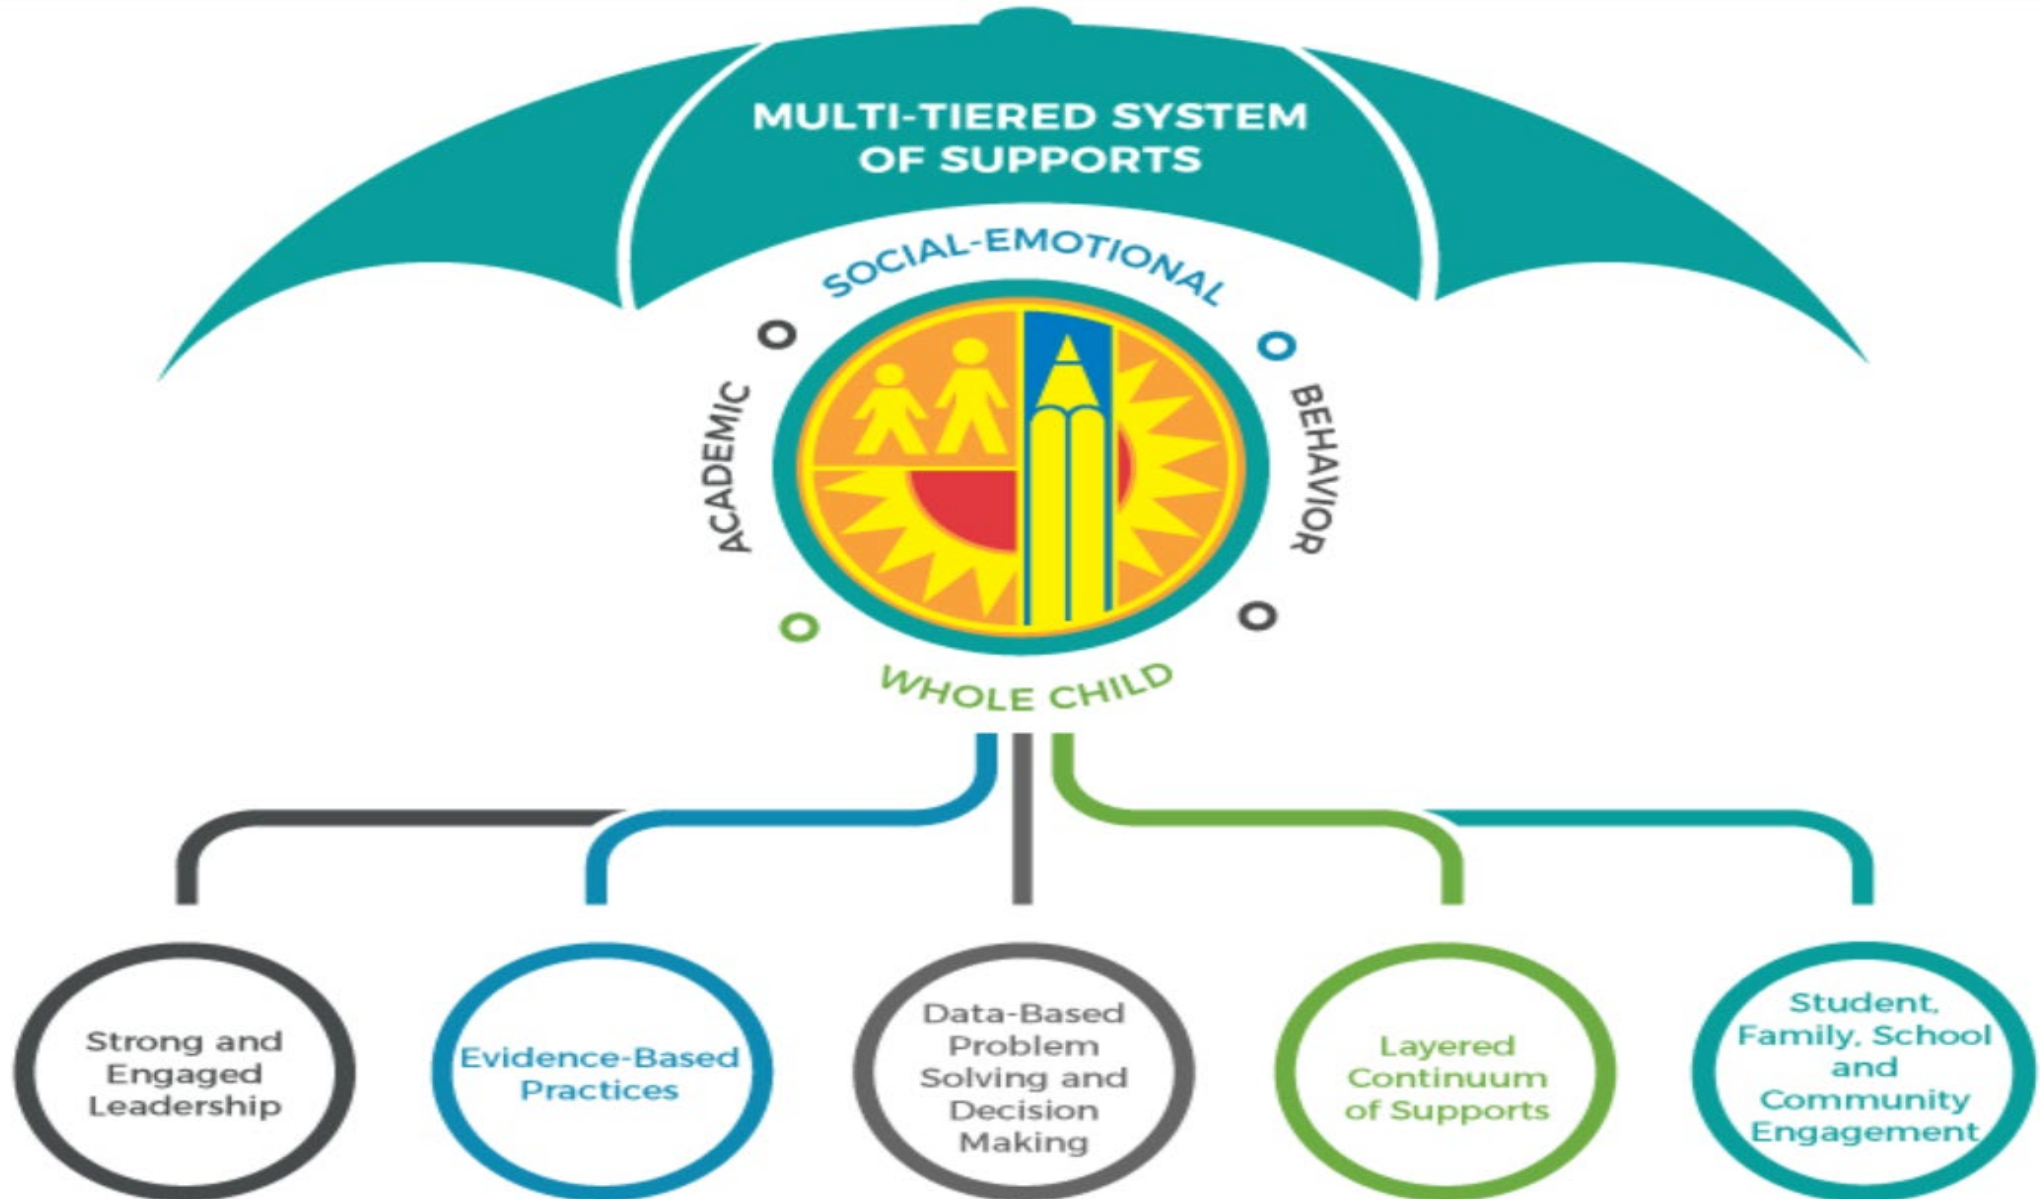 MULTI-TIERED SYSTEM
OF SUPPORTS
SOCIAL-EMOTIONAL
ACADEMIC
BEHAVIOR
WHOLE CHILD
Strong and
Engaged
Leadership
Evidence-Based
Practices
Data-Based
Problem
Solving and
Decision
Making
Layered
Continuum
of Supports
Student,
Family, School
and
Community
Engagement